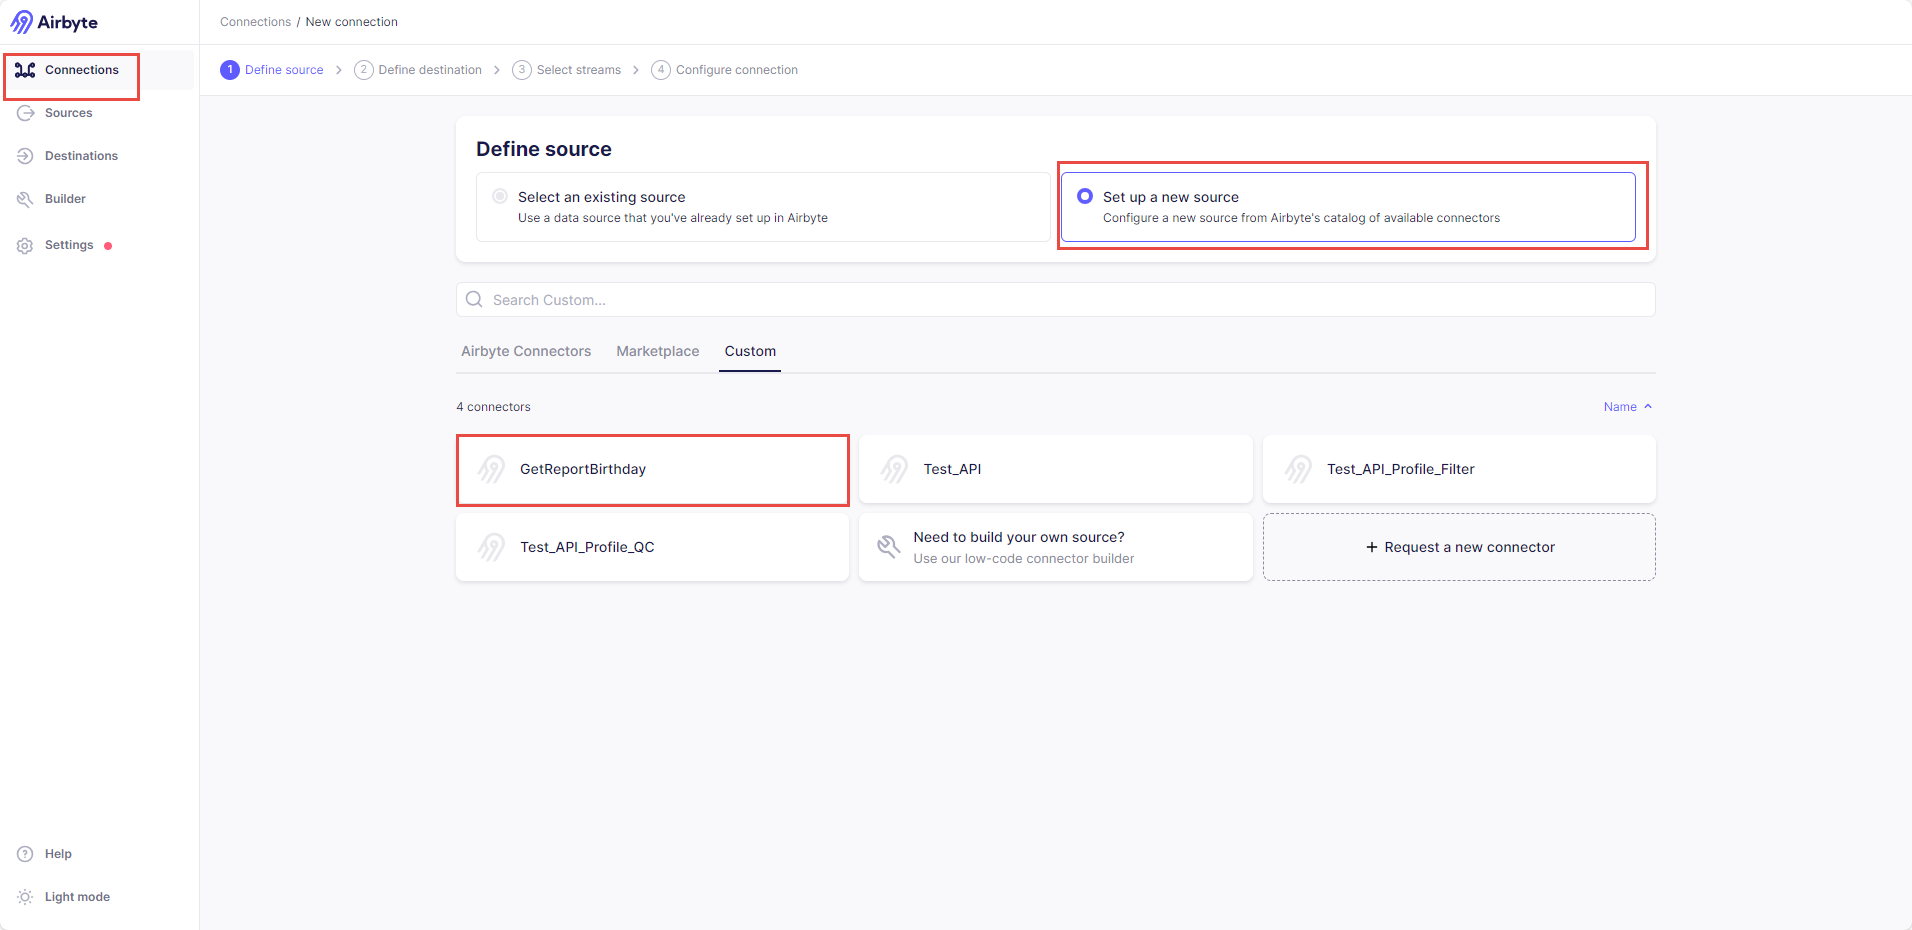 Airbyte
Connections
Sources
Destinations
Builder
Settings
Help
Light mode
Connections / New connection
1 Define source > 2 Define destination > 3 Select streams > 4 Configure connection
Define source
Select an existing source
Use a data source that you've already set up in Airbyte
Set up a new source
Configure a new source from Airbyte's catalog of available connectors
Search Custom...
Airbyte Connectors Marketplace Custom
4 connectors
Name
GetReportBirthday
Test_API
Test_API_Profile_Filter
Test_API_Profile_QC
Need to build your own source?
Use our low-code connector builder
+ Request a new connector